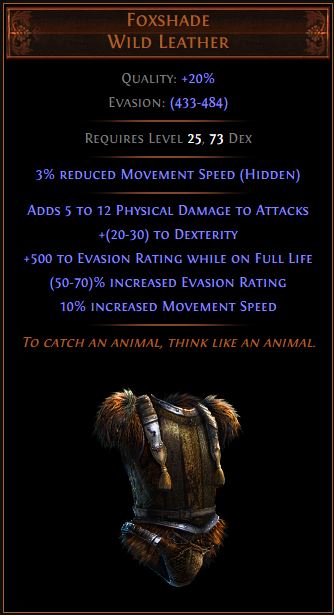 Foxshade
Wild Leather
Quality: +20%
Evasion: (433-484)
Requires Level 25, 73 Dex
3% reduced Movement Speed (Hidden)
Adds 5 to 12 Physical Damage to Attacks
+(20-30) to Dexterity
+500 to Evasion Rating while on Full Life
(50-70)% increased Evasion Rating
10% increased Movement Speed
To catch an animal, think like an animal.